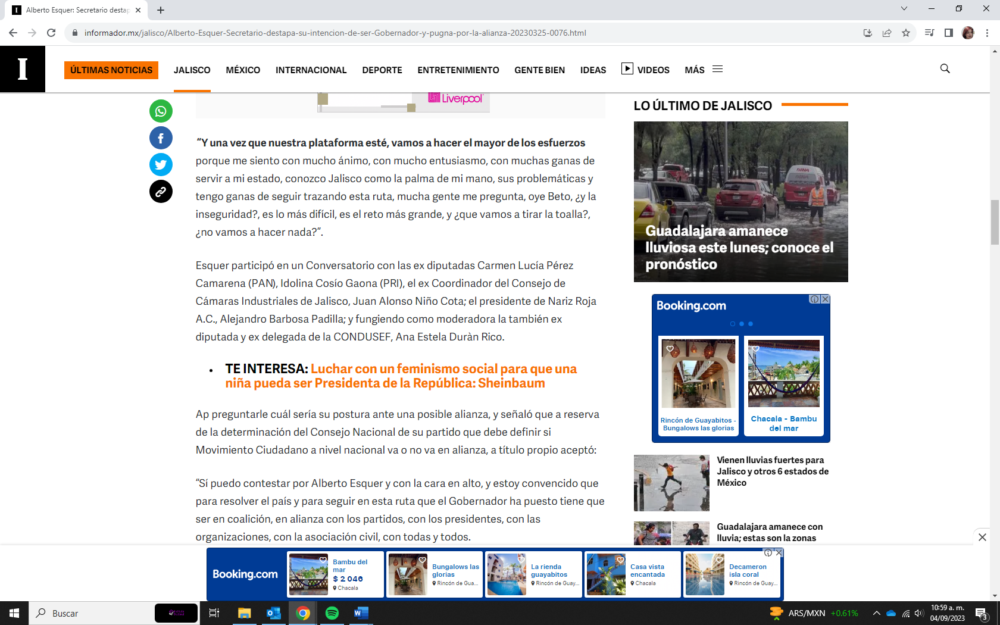 Alberto Esquer: Secretario destap
informador.mx/jalisco/Alberto-Esquer-Secretario-destapa-su-intencion-de-ser-Gobernador-y-pugna-por-la-alianza-20230325-0076.html
I
ÚLTIMAS NOTICIAS
JALISCO
MÉXICO
INTERNACIONAL
DEPORTE
ENTRETENIMIENTO
GENTE BIEN
IDEAS
VIDEOS
MÁS
Liverpool
“Y una vez que nuestra plataforma esté, vamos a hacer el mayor de los esfuerzos
porque me siento con mucho ánimo, con mucho entusiasmo, con muchas ganas de
servir a mi estado, conozco Jalisco como la palma de mi mano, sus problemáticas y
tengo ganas de seguir trazando esta ruta, mucha gente me pregunta, oye Beto, ¿y la
inseguridad?, es lo más difícil, es el reto más grande, y ¿que vamos a tirar la toalla?,
¿no vamos a hacer nada?”.
Esquer participó en un Conversatorio con las ex diputadas Carmen Lucía Pérez
Camarena (PAN), Idolina Cosío Gaona (PRI), el ex Coordinador del Consejo de
Cámaras Industriales de Jalisco, Juan Alonso Niño Cota; el presidente de Nariz Roja
A.C., Alejandro Barbosa Padilla; y fungiendo como moderadora la también ex
diputada y ex delegada de la CONDUSEF, Ana Estela Duràn Rico.
• TE INTERESA: Luchar con un feminismo social para que una
niña pueda ser Presidenta de la República: Sheinbaum
Ap preguntarle cuál sería su postura ante una posible alianza, y señaló que a reserva
de la determinación del Consejo Nacional de su partido que debe definir si
Movimiento Ciudadano a nivel nacional va o no va en alianza, a título propio aceptó:
“Sí puedo contestar por Alberto Esquer y con la cara en alto, y estoy convencido que
para resolver el país y para seguir en esta ruta que el Gobernador ha puesto tiene que
ser en coalición, en alianza con los partidos, con los presidentes, con las
organizaciones, con la asociación civil, con todas y todos.
LO ÚLTIMO DE JALISCO
Guadalajara amanece
lluviosa este lunes; conoce el
pronóstico
Booking.com
Rincón de Guayabitos -
Bungalows las glorias
Chacala - Bambu
del mar
Vienen lluvias fuertes para
Jalisco y otros 6 estados de
México
Guadalajara amanece con
lluvia; estas son la zonas
Booking.com
Bambu del
mar
$ 2 046
Chacala
Bungalows las
glorias
Rincón de Gua...
La rienda
guayabitos
Rincón de Guay...
Casa vista
encantada
Chacala
Decameron
isla coral
Rincón de Guay...
Buscar
ARS/MXN +0.61%
10:59 a. m.
04/09/2023
3